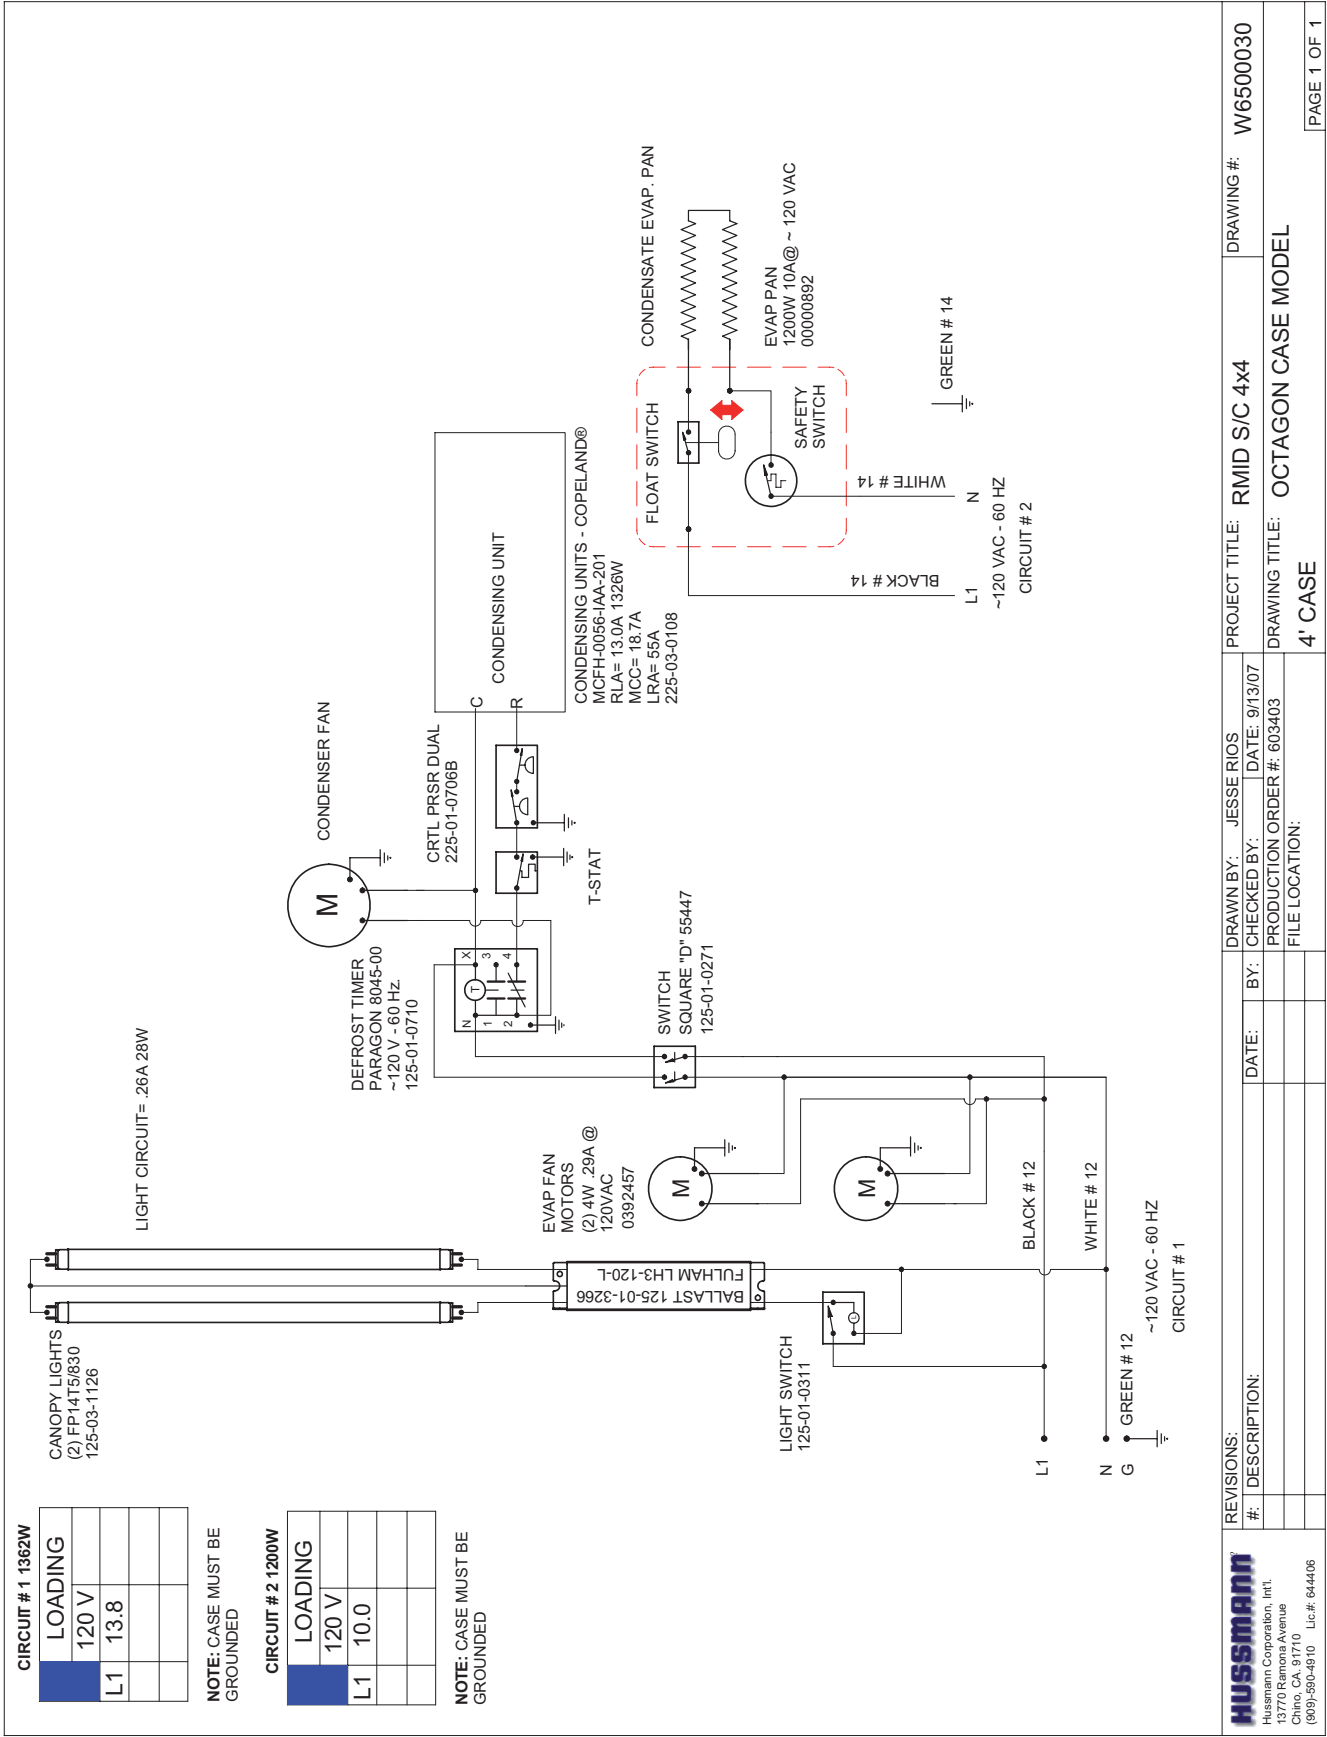 CIRCUIT # 1 1362W
LOADING
120 V
L1 13.8
NOTE: CASE MUST BE
GROUNDED
CIRCUIT # 2 1200W
LOADING
120 V
L1 10.0
NOTE: CASE MUST BE
GROUNDED
CANOPY LIGHTS
(2) FP14T5/830
125-03-1126
LIGHT CIRCUIT= .26A 28W
BALLAST 125-01-3266
FULHAM LH3-120-L
LIGHT SWITCH
125-01-0311
L
EVAP FAN
MOTORS
(2) 4W .29A @
120VAC
0392457
M
M
SWITCH
SQUARE "D" 55447
125-01-0271
DEFROST TIMER
PARAGON 8045-00
~120 V - 60 Hz.
125-01-0710
N
T
X
1
3
2
4
CONDENSER FAN
M
CRTL PRSR DUAL
225-01-0706B
T-STAT
C
R
CONDENSING UNIT
CONDENSING UNITS - COPELAND®
MCFH-0056-IAA-201
RLA= 13.0A 1326W
MCC= 18.7A
LRA= 55A
225-03-0108
CONDENSATE EVAP. PAN
FLOAT SWITCH
SAFETY
SWITCH
EVAP PAN
1200W 10A@ ~ 120 VAC
00000892
BLACK # 14
WHITE # 14
GREEN # 14
L1
N
~120 VAC - 60 HZ
CIRCUIT # 2
BLACK # 12
WHITE # 12
GREEN # 12
L1
N
G
~120 VAC - 60 HZ
CIRCUIT # 1
HUSSMANN
Hussmann Corporation, Int'l.
13770 Ramona Avenue
Chino, CA. 91710
(909)-590-4910 Lic.#: 644406
REVISIONS:
#: DESCRIPTION: DATE: BY:
DRAWN BY: JESSE RIOS
CHECKED BY: DATE: 9/13/07
PRODUCTION ORDER #: 603403
FILE LOCATION:
PROJECT TITLE: RMID S/C 4x4
DRAWING #: W6500030
DRAWING TITLE: OCTAGON CASE MODEL
4' CASE
PAGE 1 OF 1